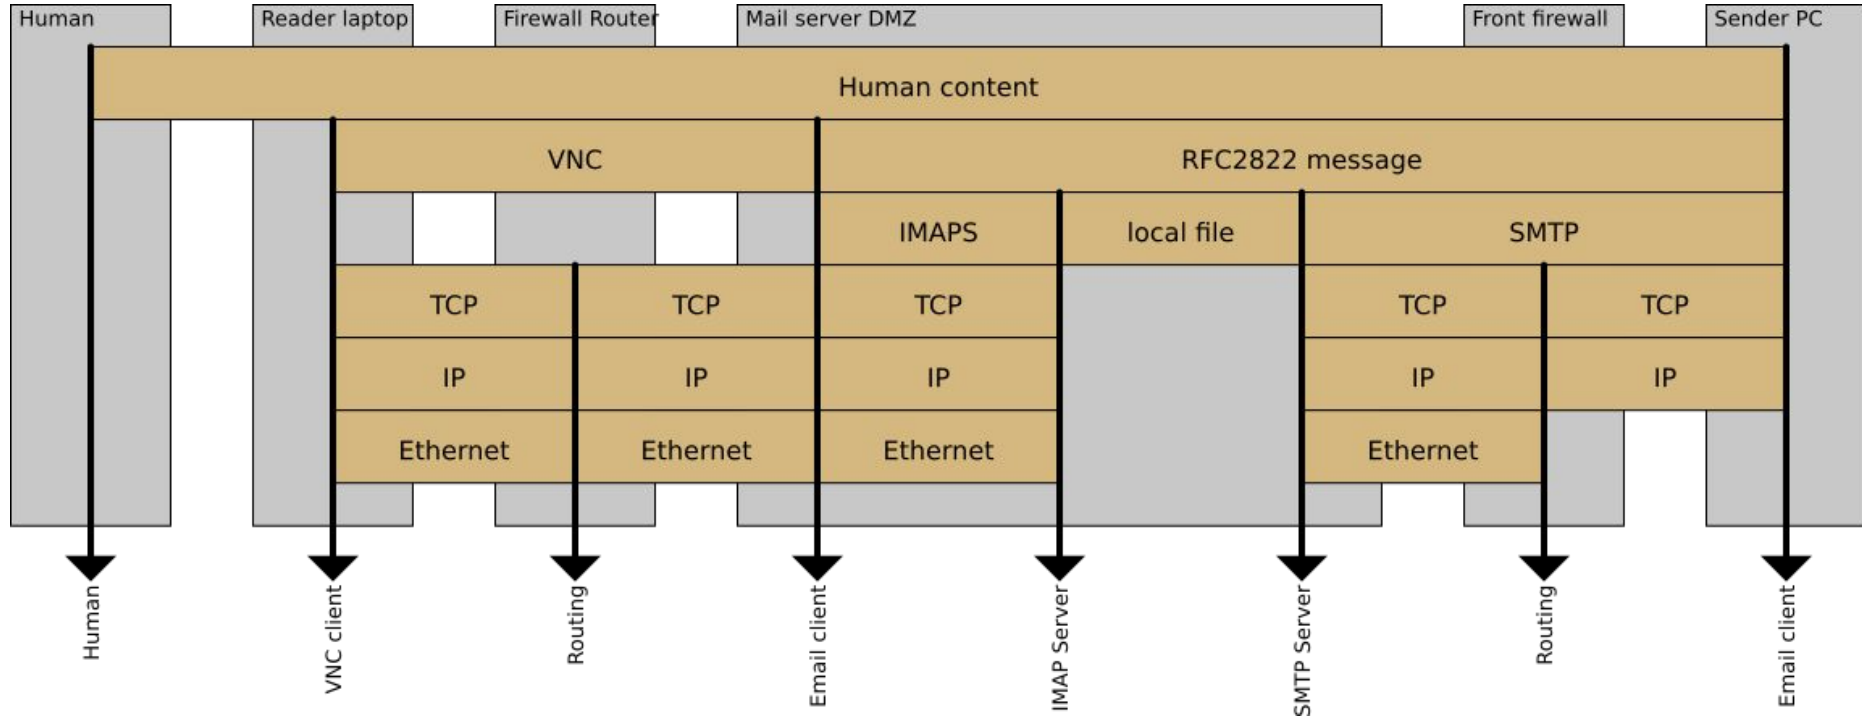 Human
Reader laptop
Firewall Router
Mail server DMZ
Front firewall
Sender PC
Human content
VNC
RFC2822 message
IMAPS
local file
SMTP
TCP
TCP
TCP
TCP
TCP
IP
IP
IP
IP
IP
Ethernet
Ethernet
Ethernet
Ethernet
Human
VNC client
Routing
Email client
IMAP Server
SMTP Server
Routing
Email client